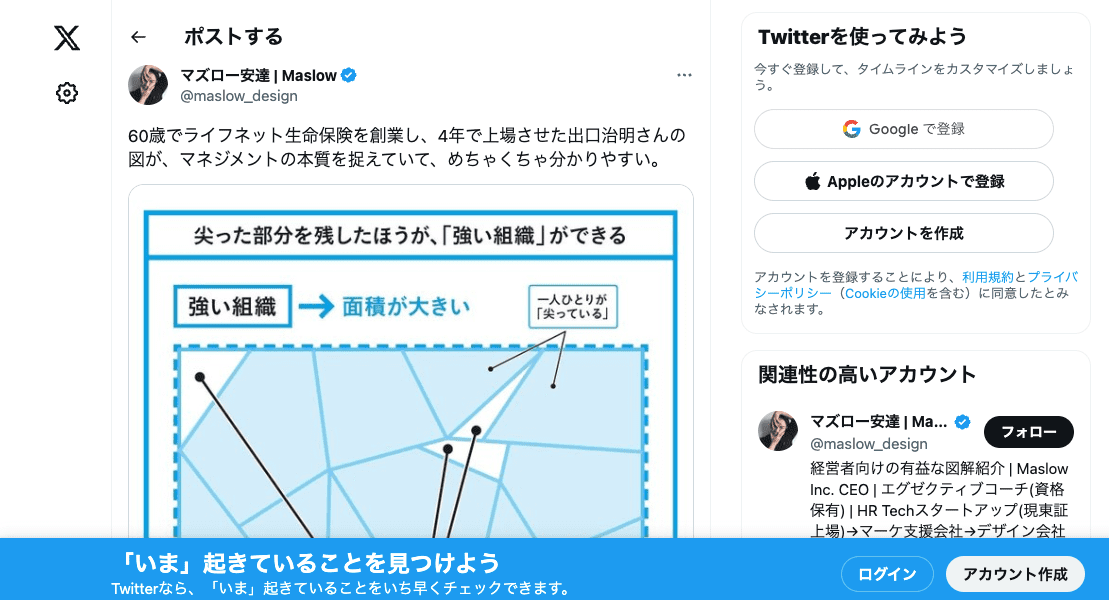 ポストする
マズロー安達 | Maslow
@maslow_design
60歳でライフネット生命保険を創業し、4年で上場させた出口治明さんの
図が、マネジメントの本質を捉えていて、めちゃくちゃ分かりやすい。
尖った部分を残したほうが、「強い組織」ができる
強い組織
面積が大きい
一人ひとりが
「尖っている」
Twitterを使ってみよう
今すぐ登録して、タイムラインをカスタマイズしましょ
う。
Google で登録
Appleのアカウントで登録
アカウントを作成
アカウントを登録することにより、利用規約とプライバ
シーポリシー（Cookieの使用を含む）に同意したとみ
なされます。
関連性の高いアカウント
マズロー安達 | Ma...
@maslow_design
フォロー
経営者向けの有益な図解紹介 | Maslow
Inc. CEO | エグゼクティブコーチ(資格
保有) | HR Techスタートアップ(現東証
上場)→マーケ支援会社→デザイン会社
「いま」起きていることを見つけよう
Twitterなら、「いま」起きていることをいち早くチェックできます。
ログイン
アカウント作成